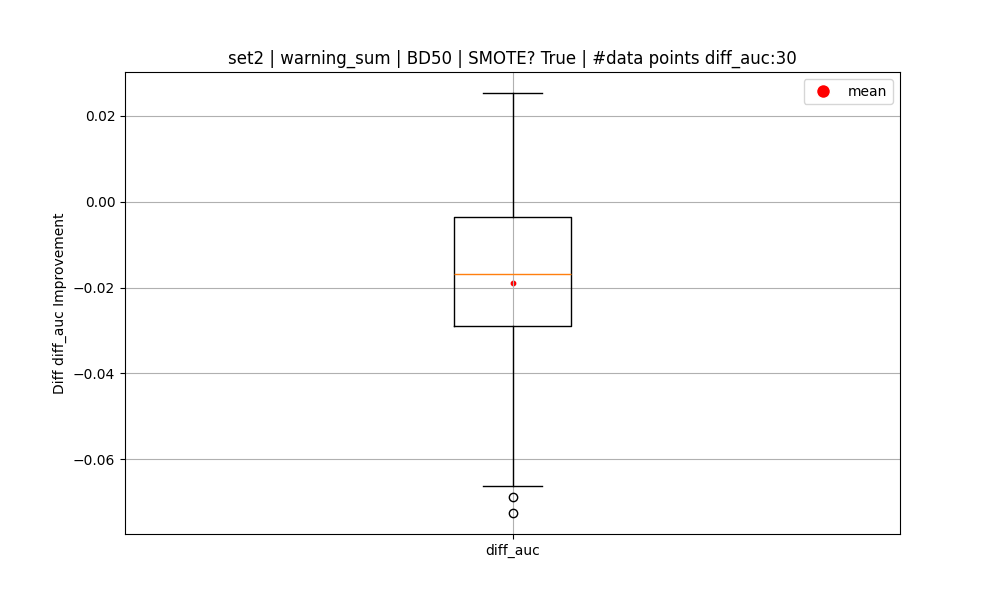 set2 | warning_sum | BD50 | SMOTE? True | #data points diff_auc:30
mean
0.02
0.00
−0.02
−0.04
−0.06
Diff diff_auc Improvement
diff_auc